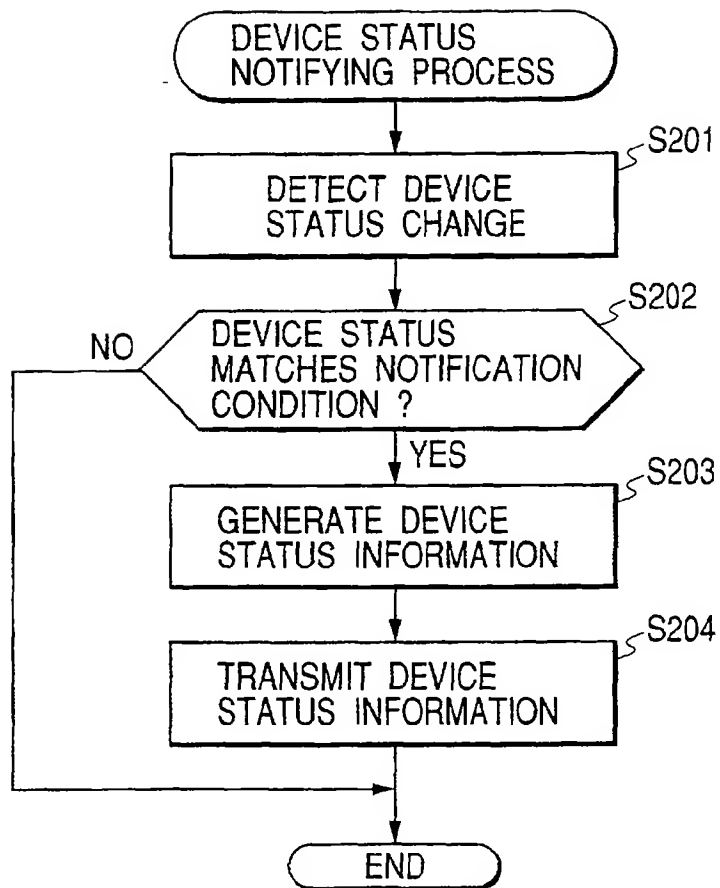 DEVICE STATUS
NOTIFYING PROCESS
S201
DETECT DEVICE
STATUS CHANGE
S202
DEVICE STATUS
MATCHES NOTIFICATION
CONDITION ?
NO
YES
S203
GENERATE DEVICE
STATUS INFORMATION
S204
TRANSMIT DEVICE
STATUS INFORMATION
END